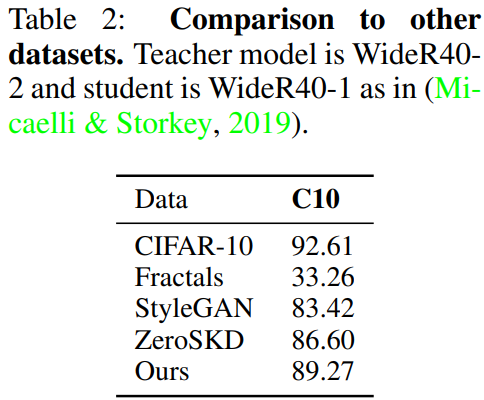 Table 2: Comparison to other
datasets. Teacher model is WideR40-
2 and student is WideR40-1 as in (Mi-
caelli & Storkey, 2019).
Data C10
CIFAR-10 92.61
Fractals 33.26
StyleGAN 83.42
ZeroSKD 86.60
Ours 89.27